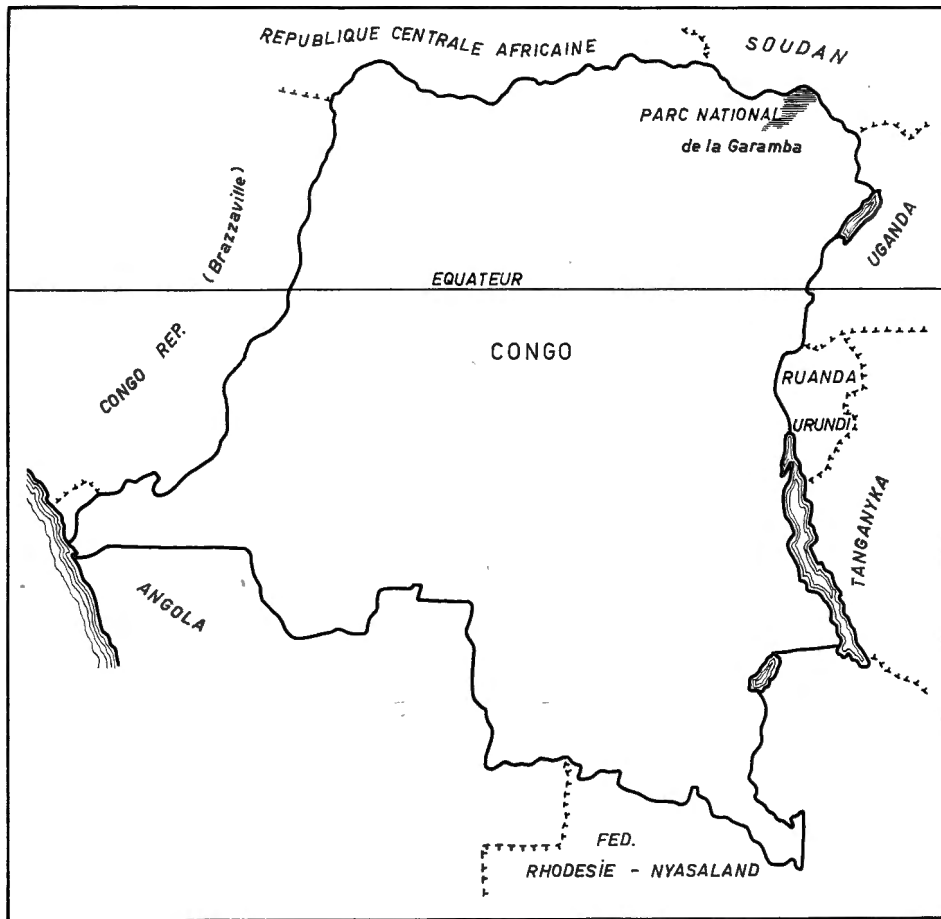 REPUBLIQUE CENTRALE AFRICAINE
SOUDAN
PARC NATIONAL
de la Garamba
(Brazzaville)
UGANDA
EQUATEUR
CONGO REP.
CONGO
RUANDA
URUNDI
TANGANYKA
ANGOLA
FED.
RHODESIE - NYASALAND